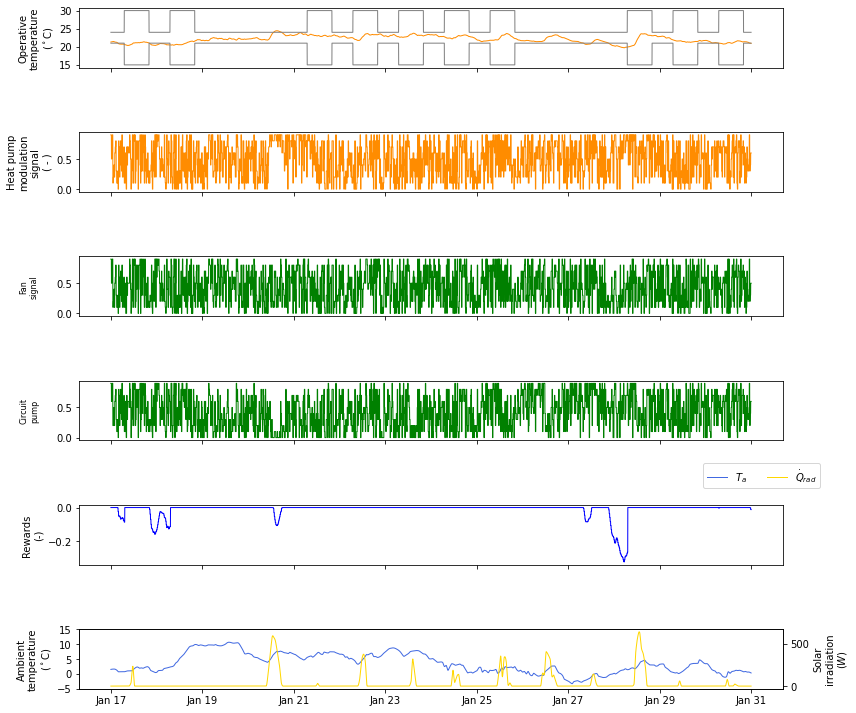 Operative
temperature
(°C)
30
25
20
15
Heat pump
modulation
signal
( - )
0.5
0.0
Fan
signal
0.5
0.0
Circuit
pump
0.5
0.0
T_a Q̇_rad
Rewards
(-)
0.0
−0.2
Ambient
temperature
(°C)
15
10
5
0
−5
500
0
Solar
irradiation
(W)
Jan 17 Jan 19 Jan 21 Jan 23 Jan 25 Jan 27 Jan 29 Jan 31